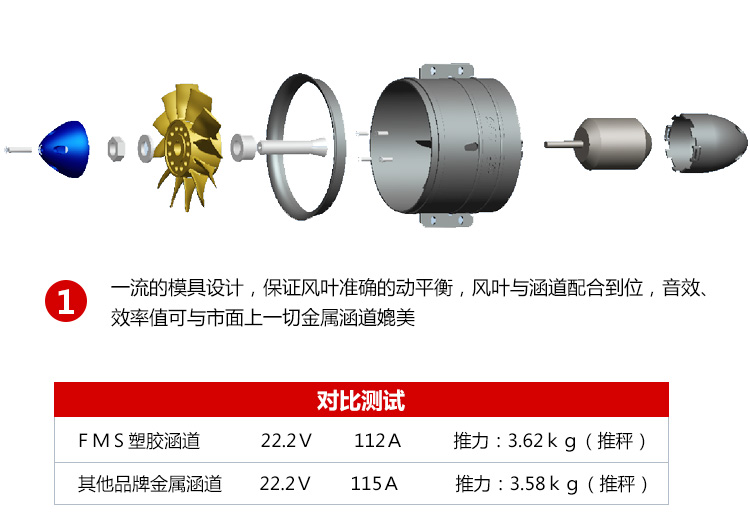 1
一流的模具设计，保证风叶准确的动平衡，风叶与涵道配合到位，音效、
效率值可与市面上一切金属涵道媲美
对比测试
FMS塑胶涵道 22.2V 112A 推力：3.62kg（推秤）
其他品牌金属涵道 22.2V 115A 推力：3.58kg（推秤）